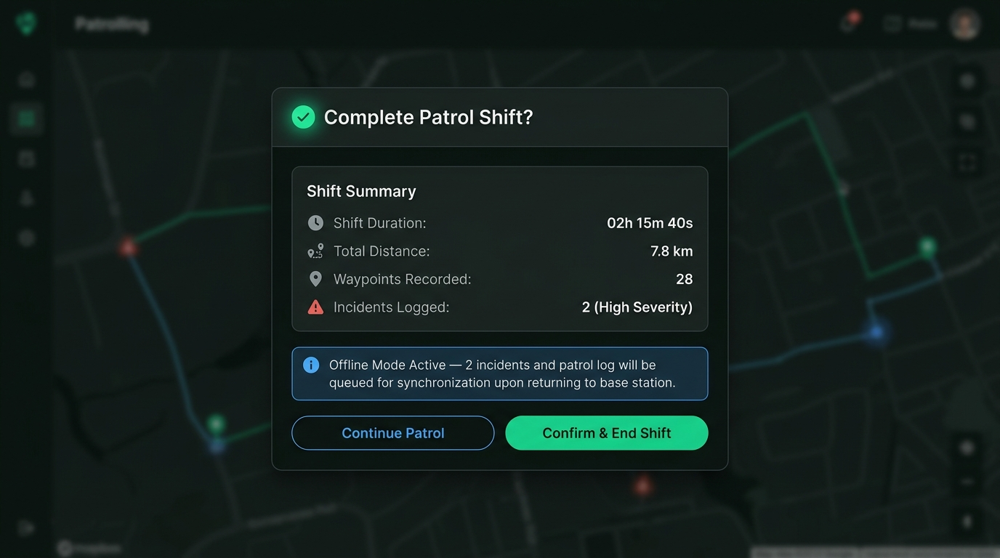 Patrolling
Complete Patrol Shift?
Shift Summary
Shift Duration: 02h 15m 40s
Total Distance: 7.8 km
Waypoints Recorded: 28
Incidents Logged: 2 (High Severity)
Offline Mode Active — 2 incidents and patrol log will be
queued for synchronization upon returning to base station.
Continue Patrol
Confirm & End Shift
mapbox